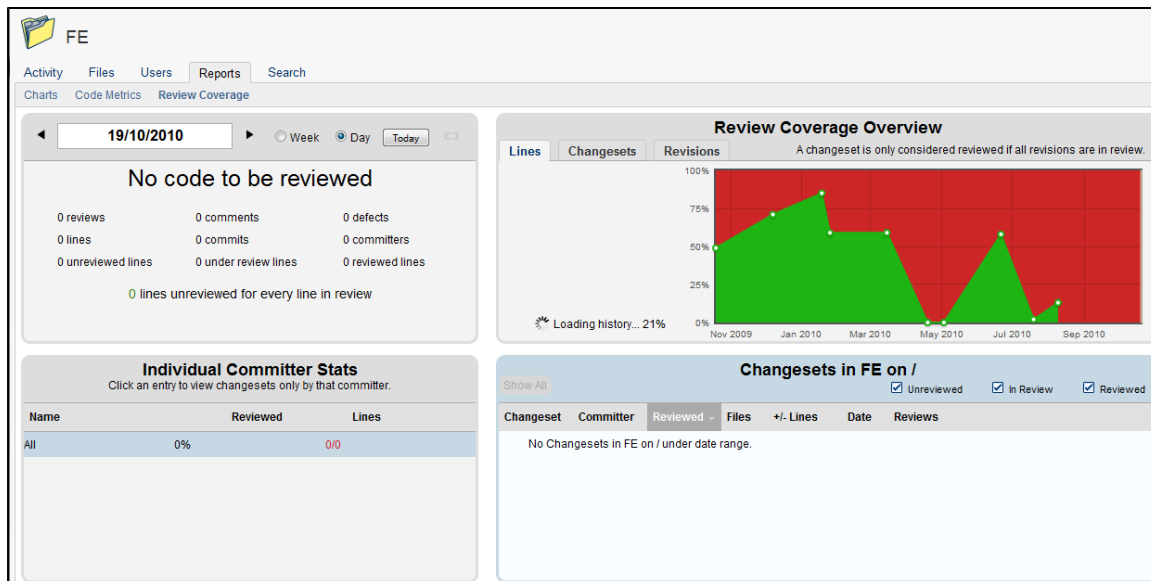 FE
Activity Files Users Reports Search
Charts Code Metrics Review Coverage
19/10/2010 Week Day Today
No code to be reviewed
0 reviews 0 comments 0 defects
0 lines 0 commits 0 committers
0 unreviewed lines 0 under review lines 0 reviewed lines
0 lines unreviewed for every line in review
Review Coverage Overview
Lines Changesets Revisions A changeset is only considered reviewed if all revisions are in review.
100%
75%
50%
25%
0%
Loading history... 21%
Nov 2009 Jan 2010 Mar 2010 May 2010 Jul 2010 Sep 2010
Individual Committer Stats
Click an entry to view changesets only by that committer.
Name Reviewed Lines
All 0% 0/0
Changesets in FE on /
Show All Unreviewed In Review Reviewed
Changeset Committer Reviewed Files +/- Lines Date Reviews
No Changesets in FE on / under date range.